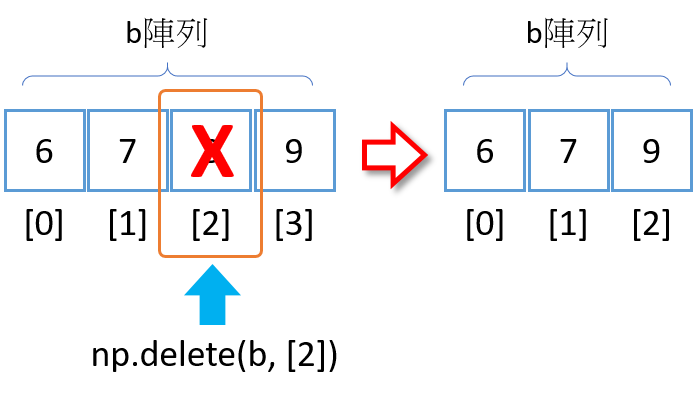 b陣列
b陣列
6 7 X 9
6 7 9
[0] [1] [2] [3]
[0] [1] [2]
np.delete(b, [2])